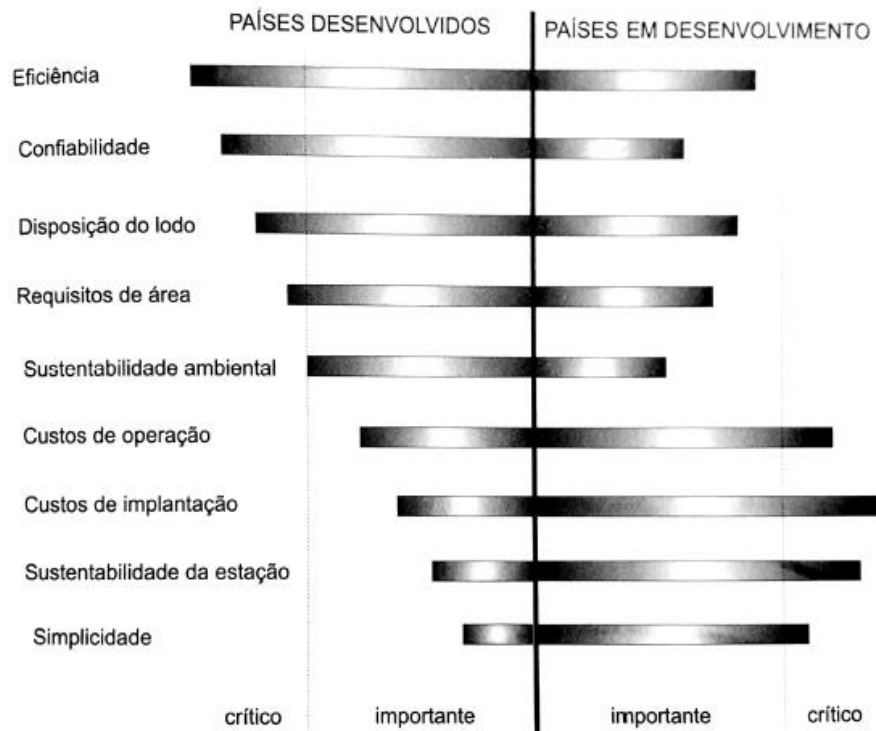 PAÍSES DESENVOLVIDOS
PAÍSES EM DESENVOLVIMENTO
Eficiência
Confiabilidade
Disposição do lodo
Requisitos de área
Sustentabilidade ambiental
Custos de operação
Custos de implantação
Sustentabilidade da estação
Simplicidade
crítico importante importante crítico